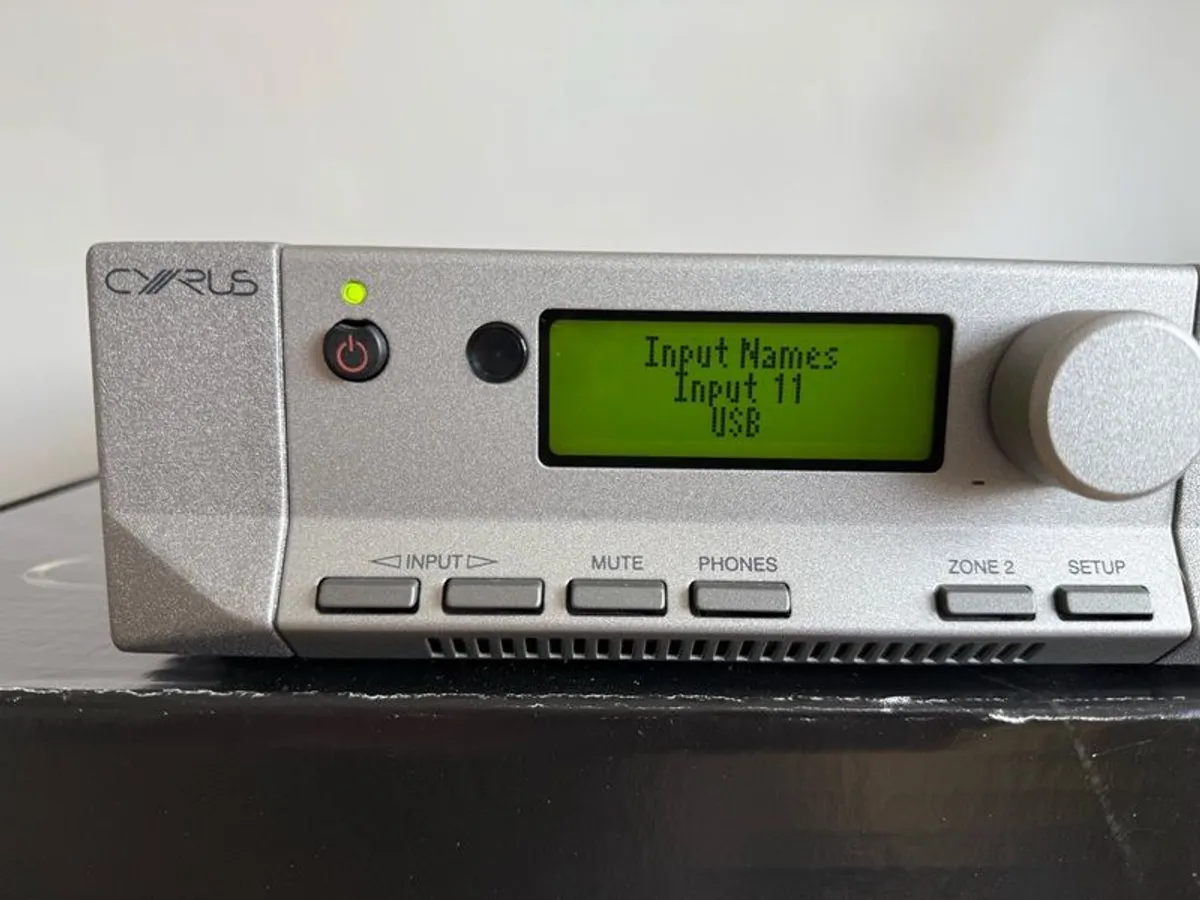 CYRUS
Input Names
Input 11
USB
INPUT
MUTE
PHONES
ZONE 2
SETUP